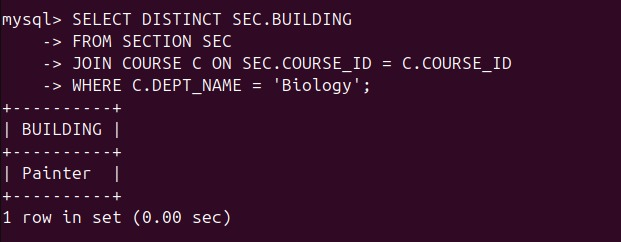 mysql> SELECT DISTINCT SEC.BUILDING
    -> FROM SECTION SEC
    -> JOIN COURSE C ON SEC.COURSE_ID = C.COURSE_ID
    -> WHERE C.DEPT_NAME = 'Biology';
+----------+
| BUILDING |
+----------+
| Painter  |
+----------+
1 row in set (0.00 sec)